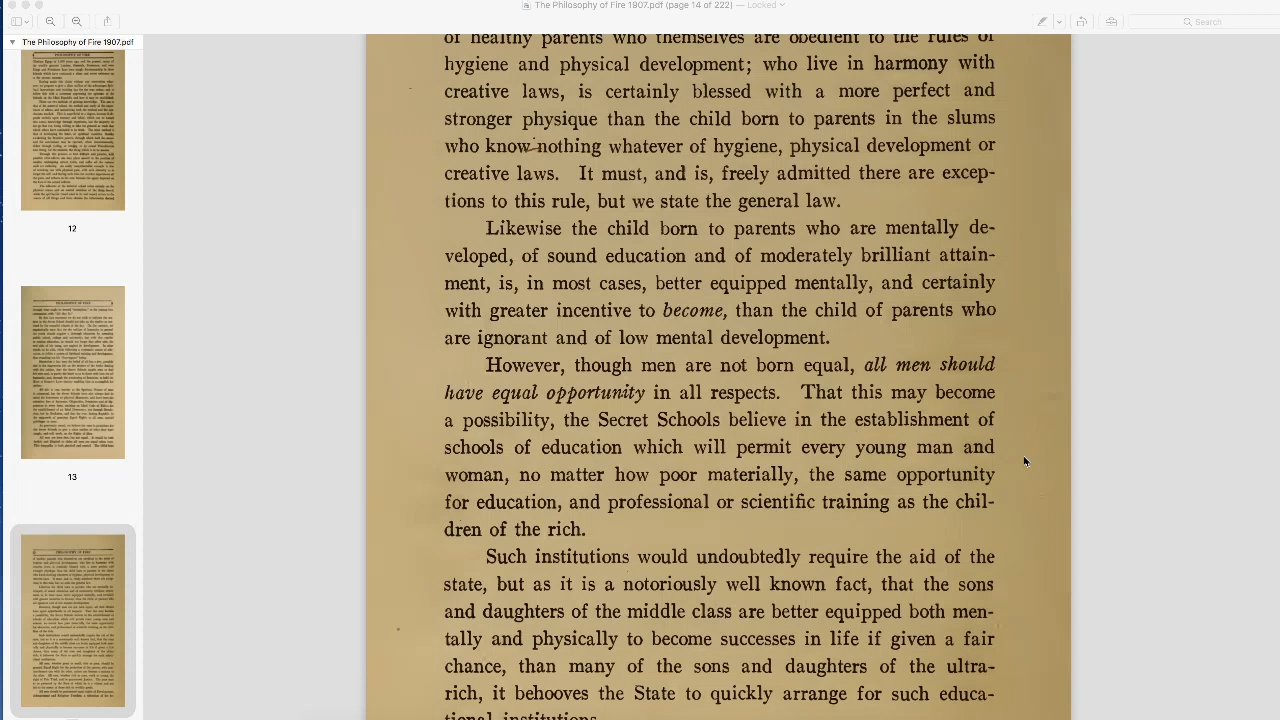 The Philosophy of Fire 1907.pdf (page 14 of 222) — Locked
Search
The Philosophy of Fire 1907.pdf
12
13
of healthy parents who themselves are obedient to the rules of
hygiene and physical development, who live in harmony with
creative laws, is certainly blessed with a more perfect and
stronger physique than the child born of parents in the slums
who know nothing whatever of hygiene, physical development or
creative laws. It must, and is, freely admitted there are excep-
tions to this rule, but we state the general law.
Likewise the child born to parents who are mentally de-
veloped, of sound education and of moderately brilliant attain-
ment, is, in most cases, better equipped mentally, and certainly
with greater incentive to become, than the child of parents who
are ignorant and of low mental development.
However, though men are not born equal, all men should
have equal opportunity in all respects. That this may become
a possibility, the Secret Schools believe in the establishment of
schools of education which will permit every young man and
woman, no matter how poor materially, the same opportunity
for education, and professional or scientific training as the chil-
dren of the rich.
Such institutions would undoubtedly require the aid of the
state, but as it is a notoriously well known fact, that the sons
and daughters of the middle class are better equipped both men-
tally and physically to become successes in life if given a fair
chance than many of the sons and daughters of the ultra-
rich, it behooves the State to quickly arrange for such educa-
tional institutions.